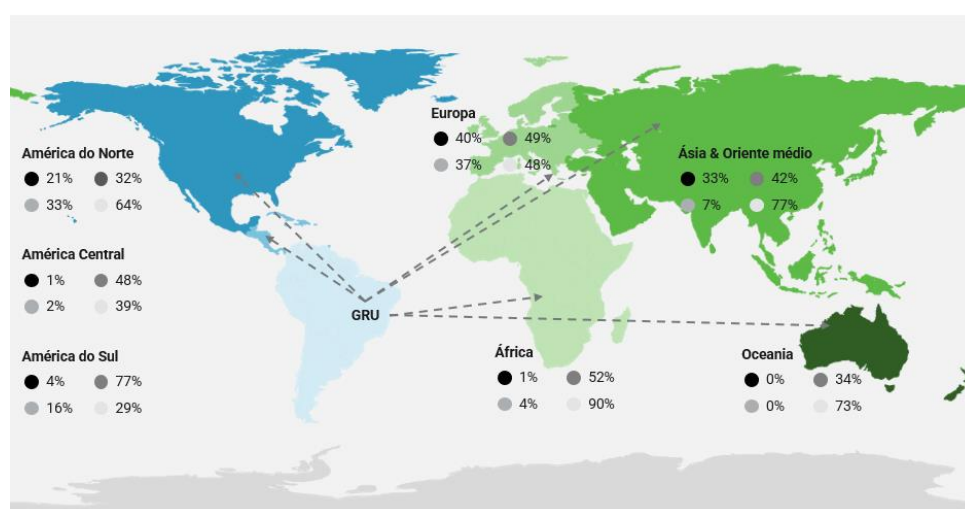 Europa
40% 49%
37% 48%
América do Norte
21% 32%
33% 64%
Ásia & Oriente médio
33% 42%
7% 77%
América Central
1% 48%
2% 39%
GRU
América do Sul
4% 77%
16% 29%
África
1% 52%
4% 90%
Oceania
0% 34%
0% 73%